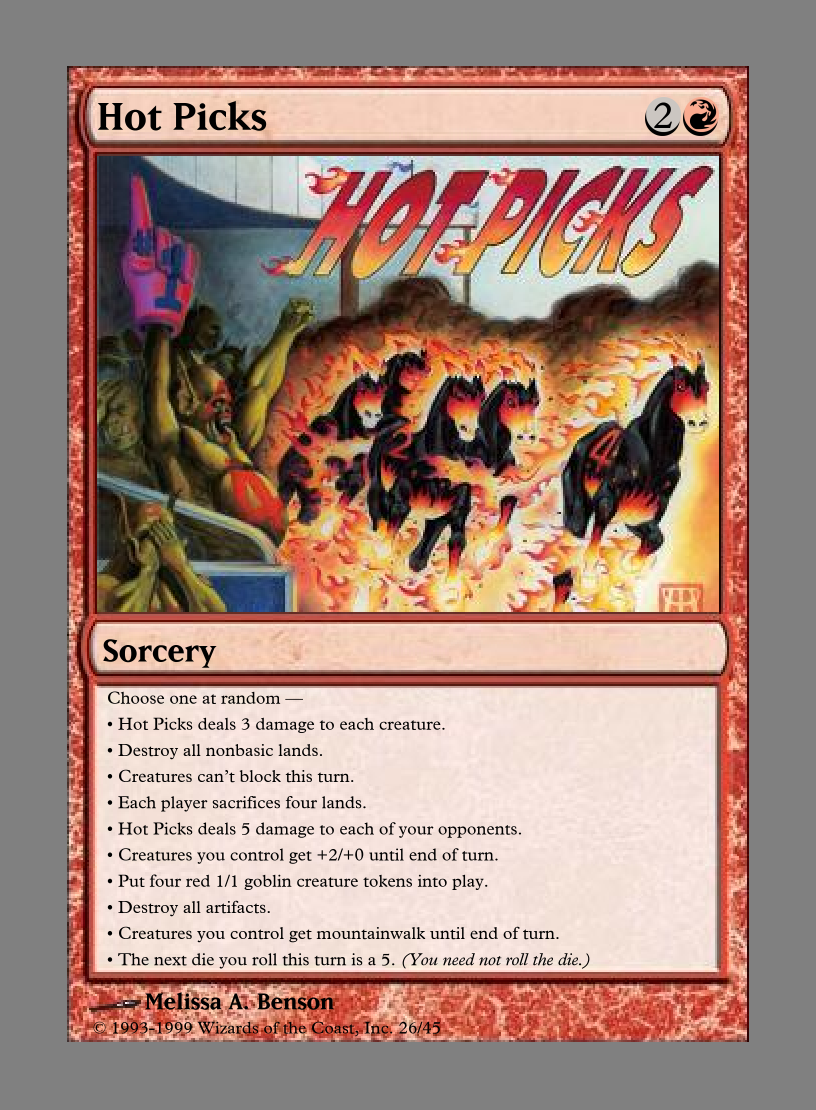 Hot Picks
2
HOT PICKS
#1
4
2
4
Sorcery
Choose one at random —
• Hot Picks deals 3 damage to each creature.
• Destroy all nonbasic lands.
• Creatures can't block this turn.
• Each player sacrifices four lands.
• Hot Picks deals 5 damage to each of your opponents.
• Creatures you control get +2/+0 until end of turn.
• Put four red 1/1 goblin creature tokens into play.
• Destroy all artifacts.
• Creatures you control get mountainwalk until end of turn.
• The next die you roll this turn is a 5. (You need not roll the die.)
Melissa A. Benson
© 1993-1999 Wizards of the Coast, Inc. 26/45